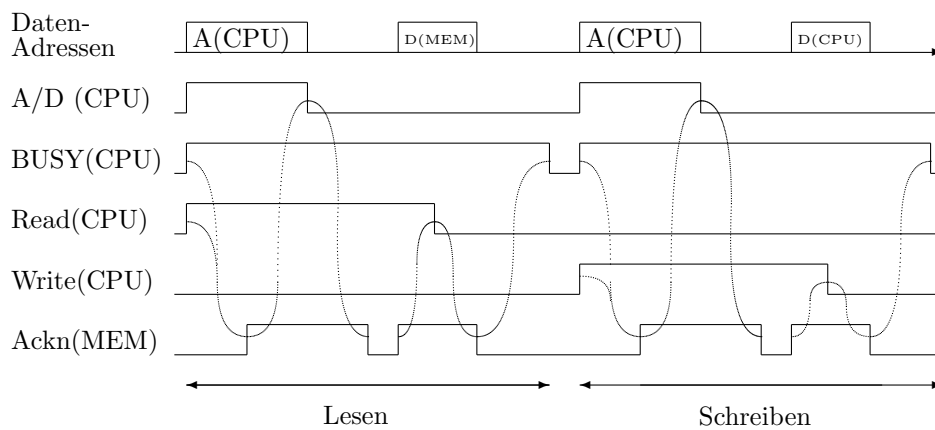 Daten-
Adressen
A(CPU) D(MEM) A(CPU) D(CPU)
A/D (CPU)
BUSY(CPU)
Read(CPU)
Write(CPU)
Ackn(MEM)
Lesen Schreiben